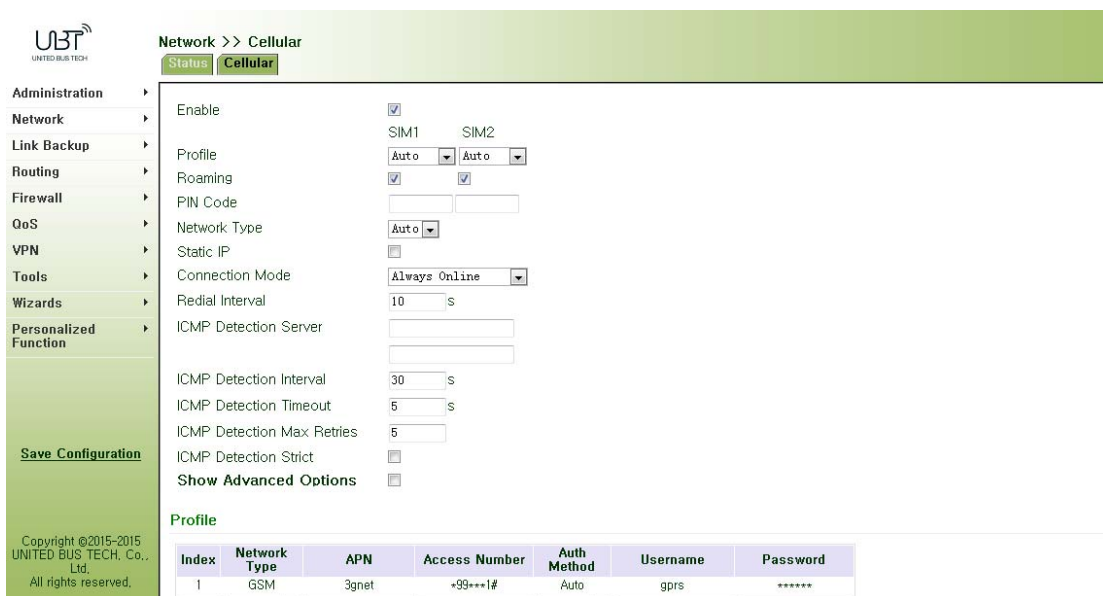 UBT
UNITED BUS TECH
Network >> Cellular
Status Cellular
Administration
Network
Link Backup
Routing
Firewall
QoS
VPN
Tools
Wizards
Personalized
Function
Save Configuration
Copyright ©2015-2015
UNITED BUS TECH. Co.,
Ltd.
All rights reserved.
Enable
SIM1 SIM2
Profile Auto Auto
Roaming
PIN Code
Network Type Auto
Static IP
Connection Mode Always Online
Redial Interval 10 s
ICMP Detection Server
ICMP Detection Interval 30 s
ICMP Detection Timeout 5 s
ICMP Detection Max Retries 5
ICMP Detection Strict
Show Advanced Options
Profile
Index Network Type APN Access Number Auth Method Username Password
1 GSM 3gnet *99***1# Auto gprs ******